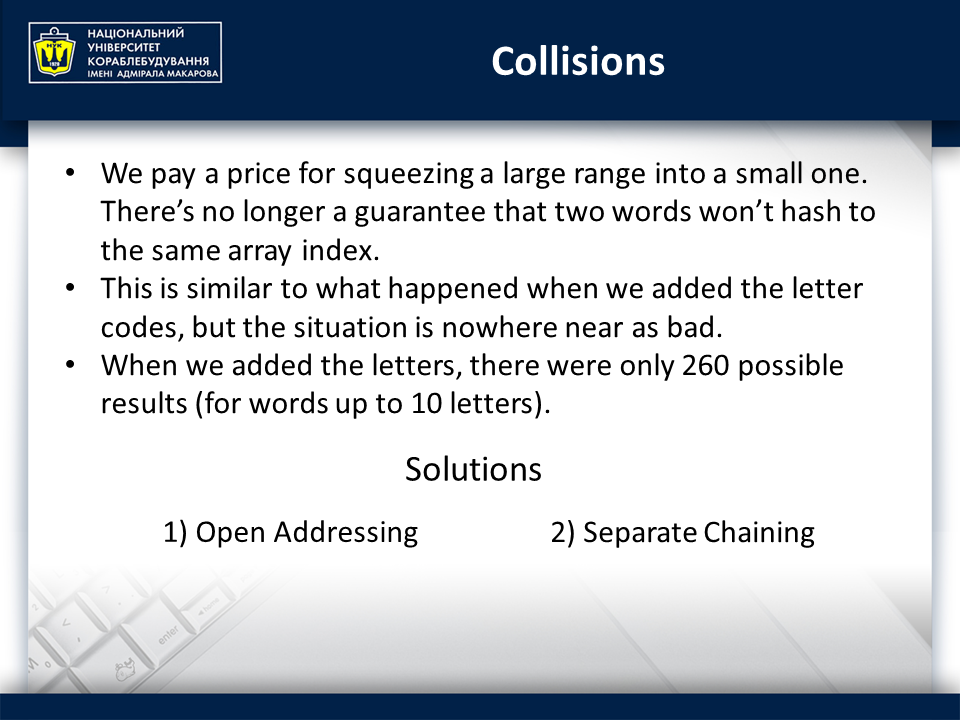 НАЦІОНАЛЬНИЙ
УНІВЕРСИТЕТ
КОРАБЛЕБУДУВАННЯ
ІМЕНІ АДМІРАЛА МАКАРОВА
НУК
1920
Collisions
• We pay a price for squeezing a large range into a small one.
There’s no longer a guarantee that two words won’t hash to
the same array index.
• This is similar to what happened when we added the letter
codes, but the situation is nowhere near as bad.
• When we added the letters, there were only 260 possible
results (for words up to 10 letters).
Solutions
1) Open Addressing
2) Separate Chaining
enter